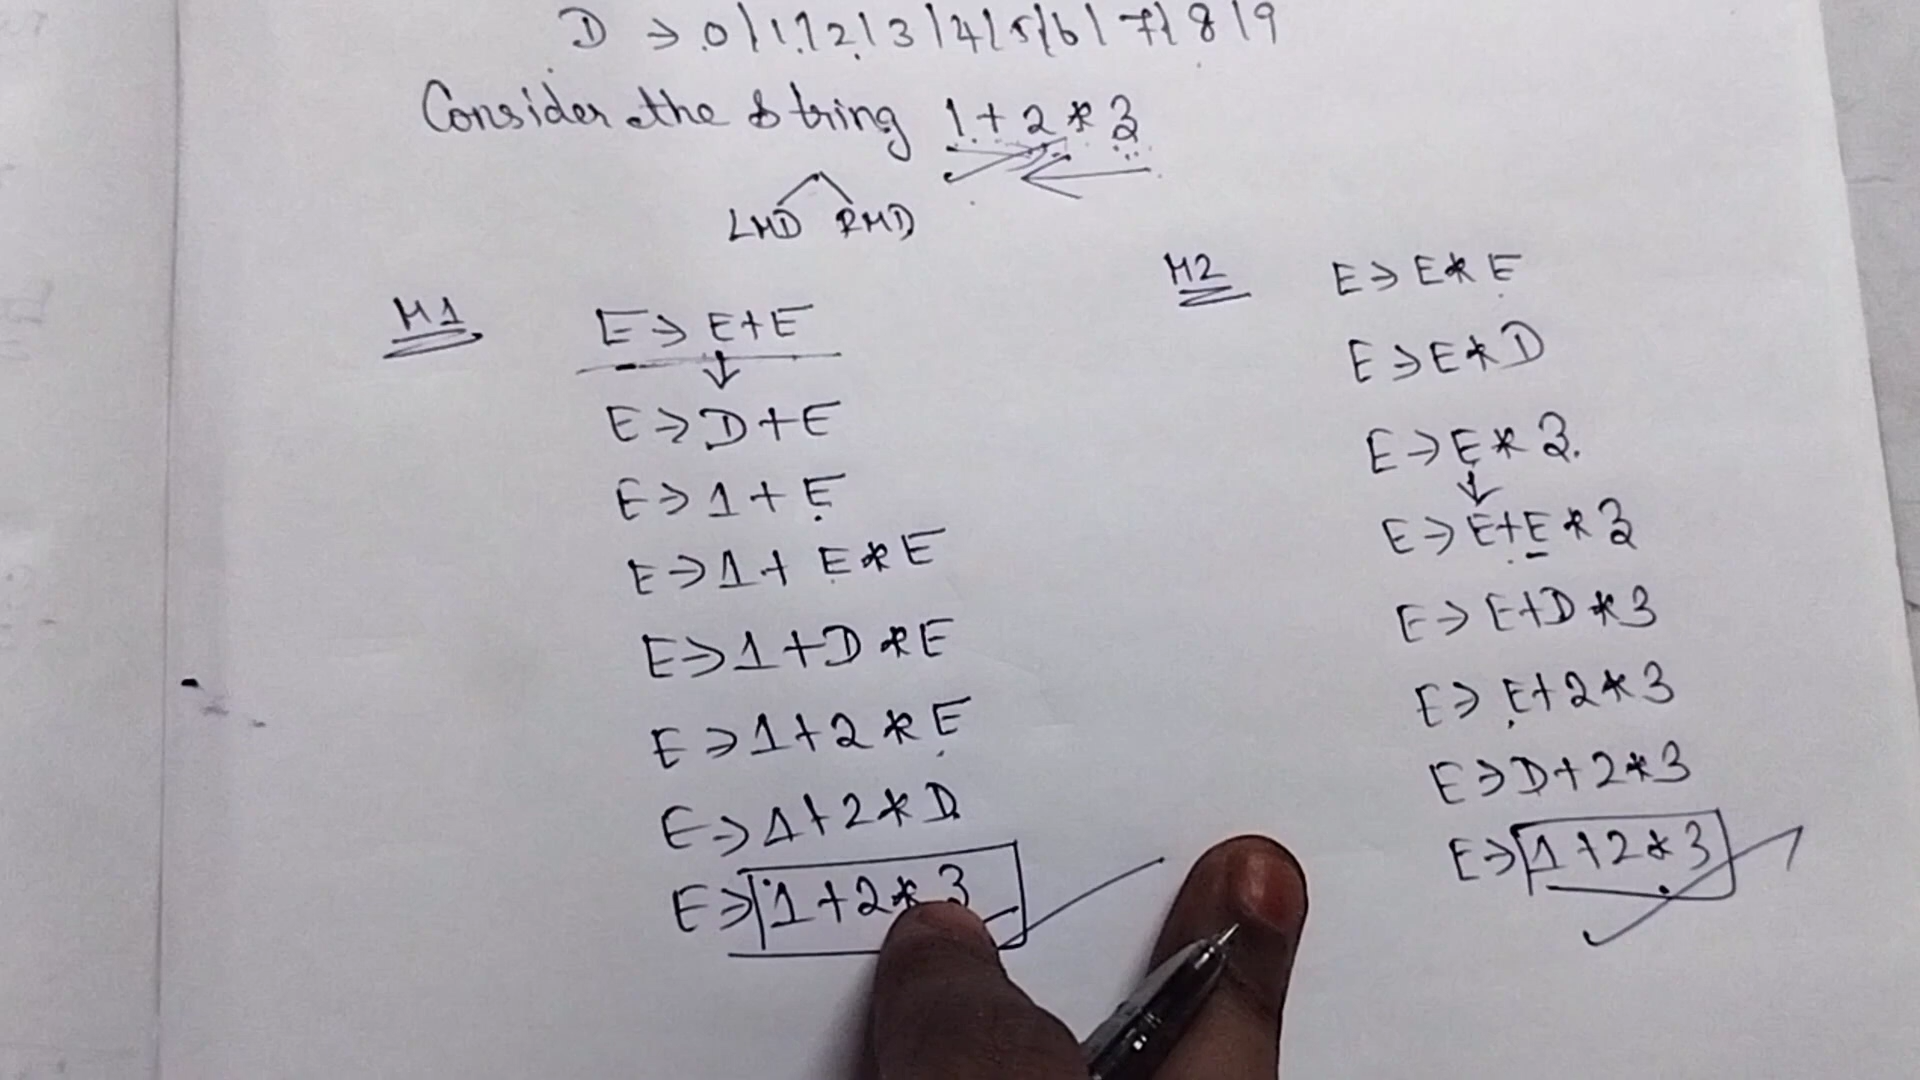 D → 0|1|2|3|4|5|6|7|8|9
Consider the string 1+2*3
LMD RMD
M1
E → E+E
E → D+E
E → 1+E
E → 1+E*E
E → 1+D*E
E → 1+2*E
E → 1+2*D
E → 1+2*3
M2
E → E*E
E → E*D
E → E*3.
E → E+E*3
E → E+D*3
E → E+2*3
E → D+2*3
E → 1+2*3